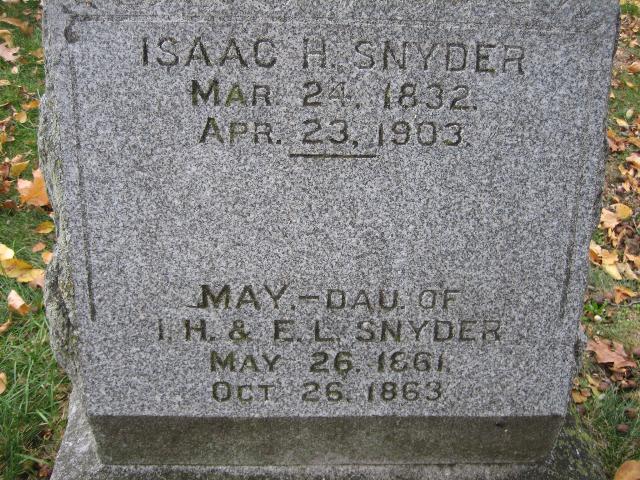 ISAAC H. SNYDER
MAR 24, 1832.
APR. 23, 1903.
MAY.-DAU. OF
I. H. & E. L. SNYDER
MAY 26, 1861.
OCT 26, 1863.